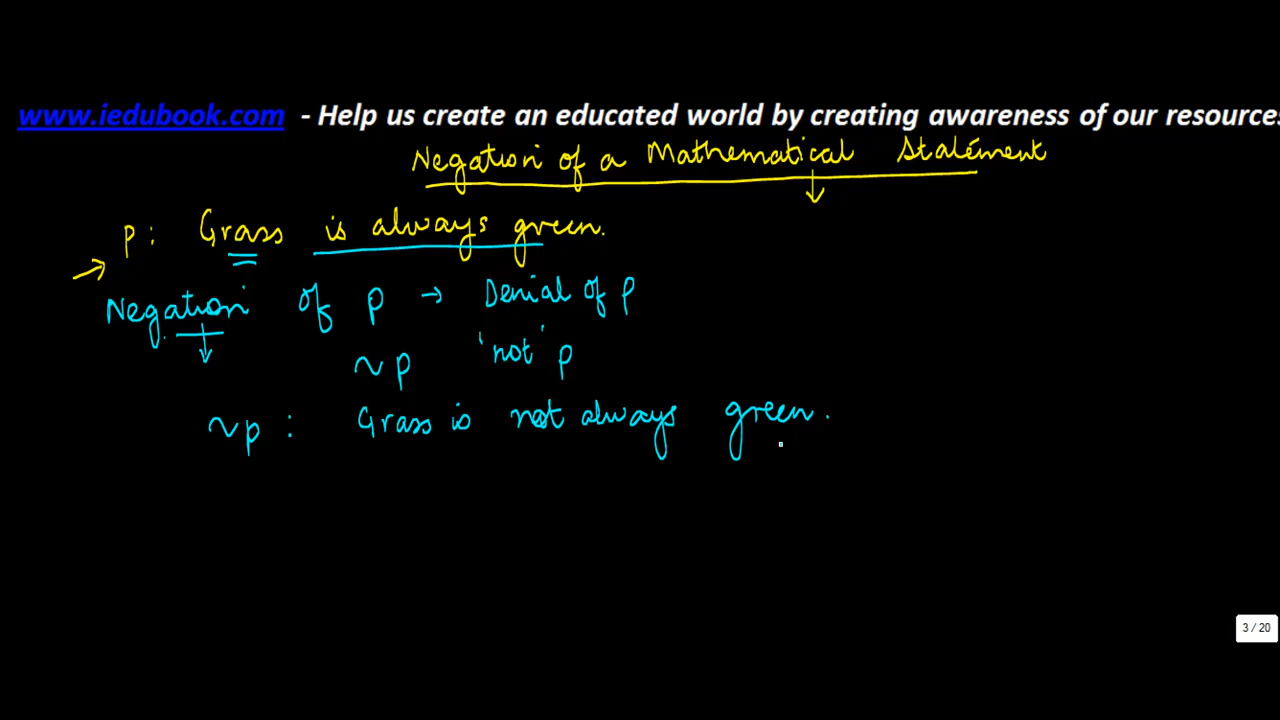 www.iedubook.com - Help us create an educated world by creating awareness of our resources
Negation of a Mathematical Statement
p: Grass is always green.
Negation of p → Denial of p
~p 'not' p
~p: Grass is not always green.
3 / 20